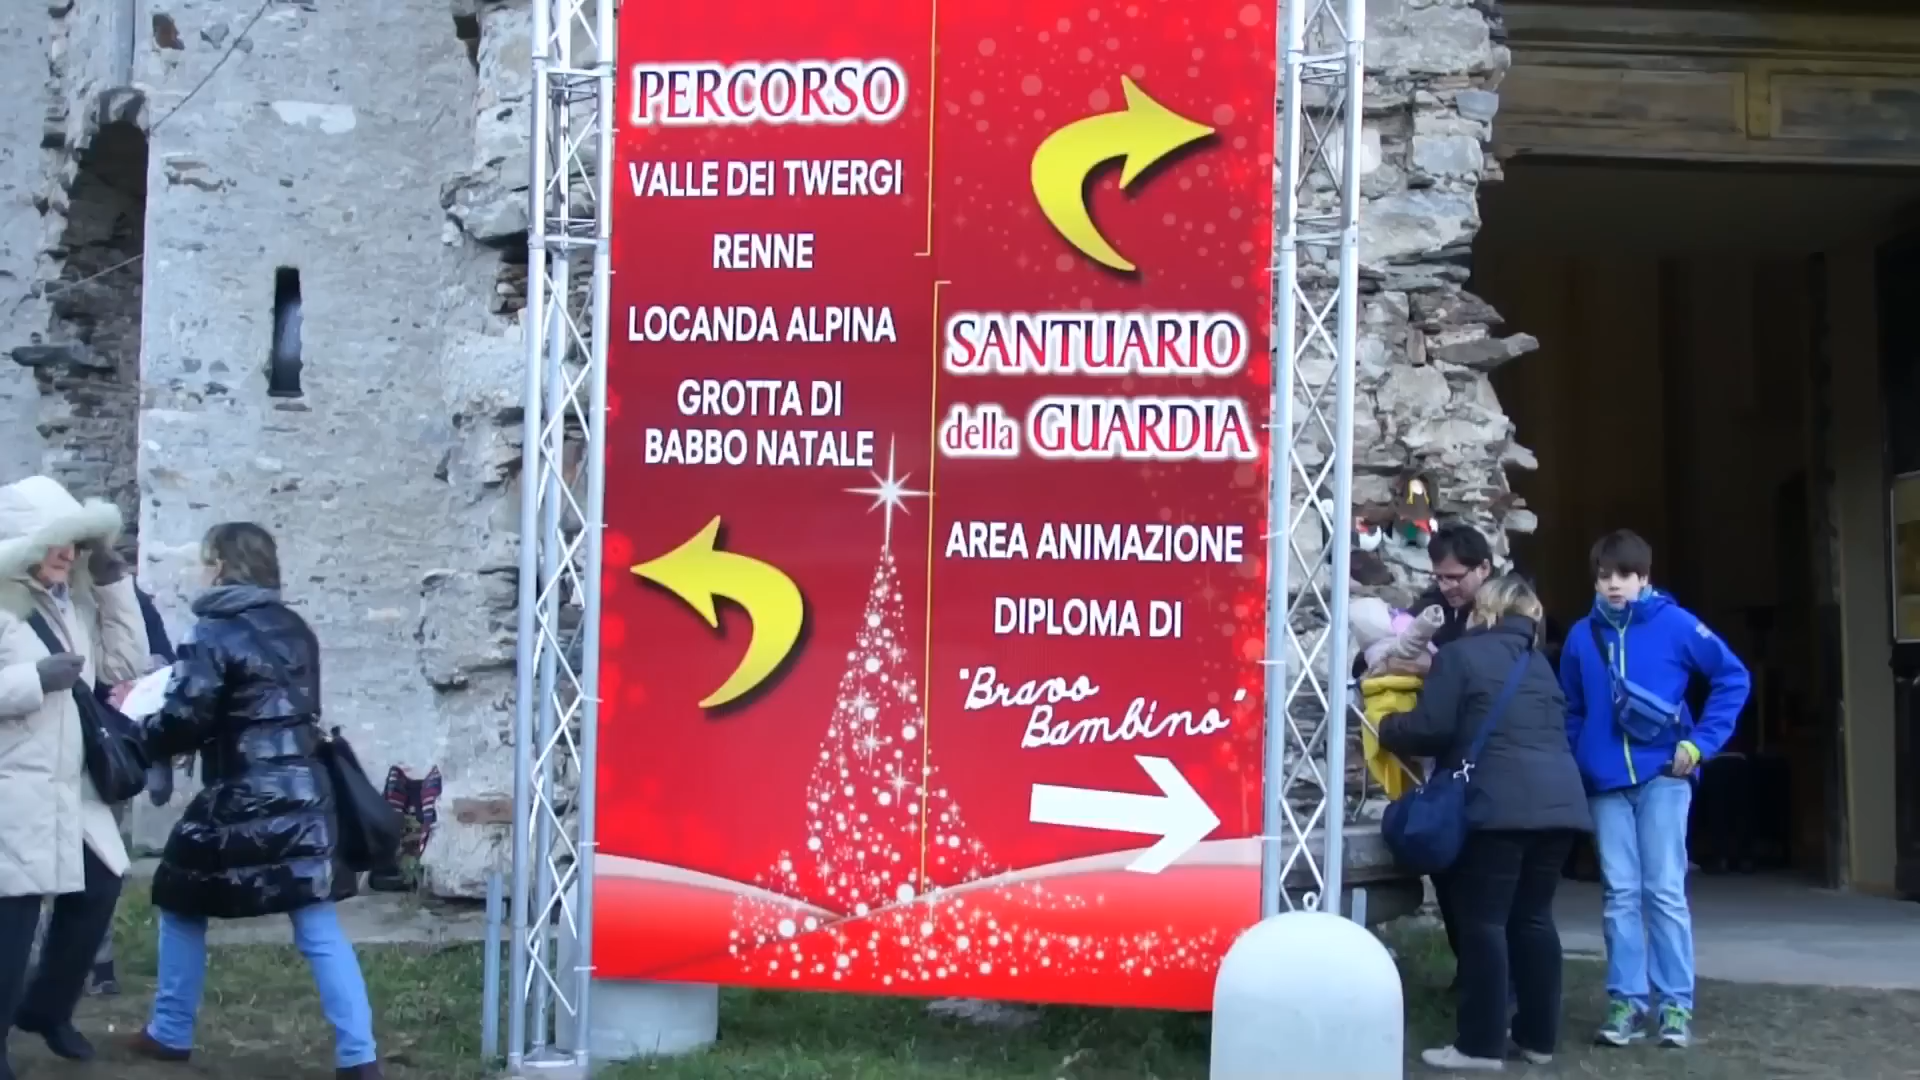 PERCORSO
VALLE DEI TWERGI
RENNE
LOCANDA ALPINA
GROTTA DI
BABBO NATALE
SANTUARIO
della GUARDIA
AREA ANIMAZIONE
DIPLOMA DI
"Bravo
Bambino"